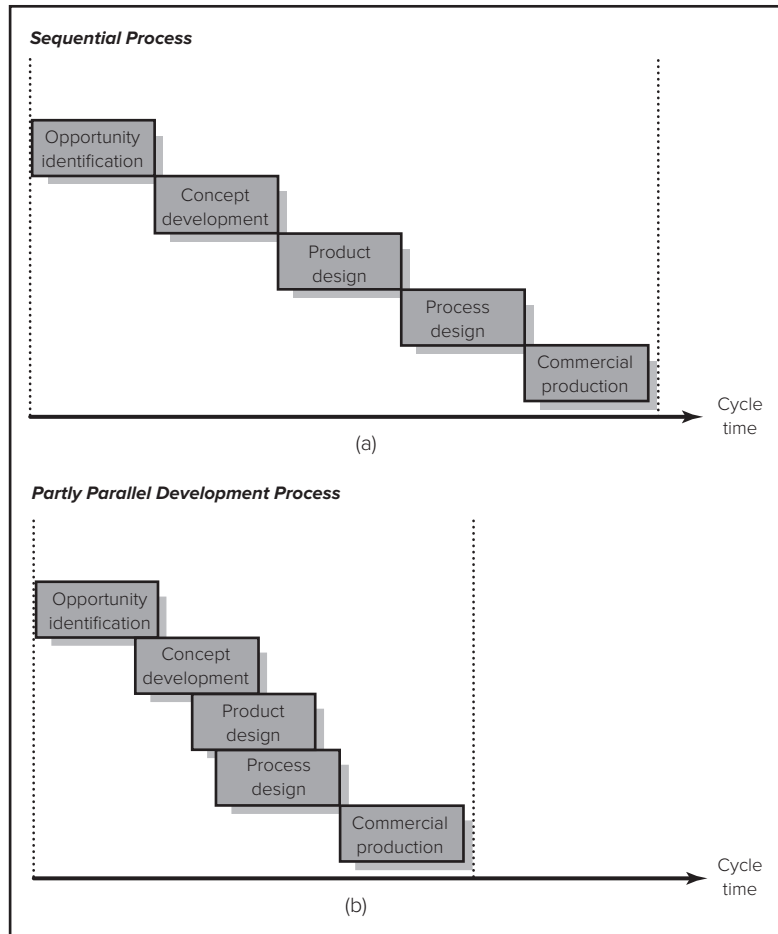 Sequential Process
Opportunity
identification
Concept
development
Product
design
Process
design
Commercial
production
Cycle
time
(a)
Partly Parallel Development Process
Opportunity
identification
Concept
development
Product
design
Process
design
Commercial
production
Cycle
time
(b)